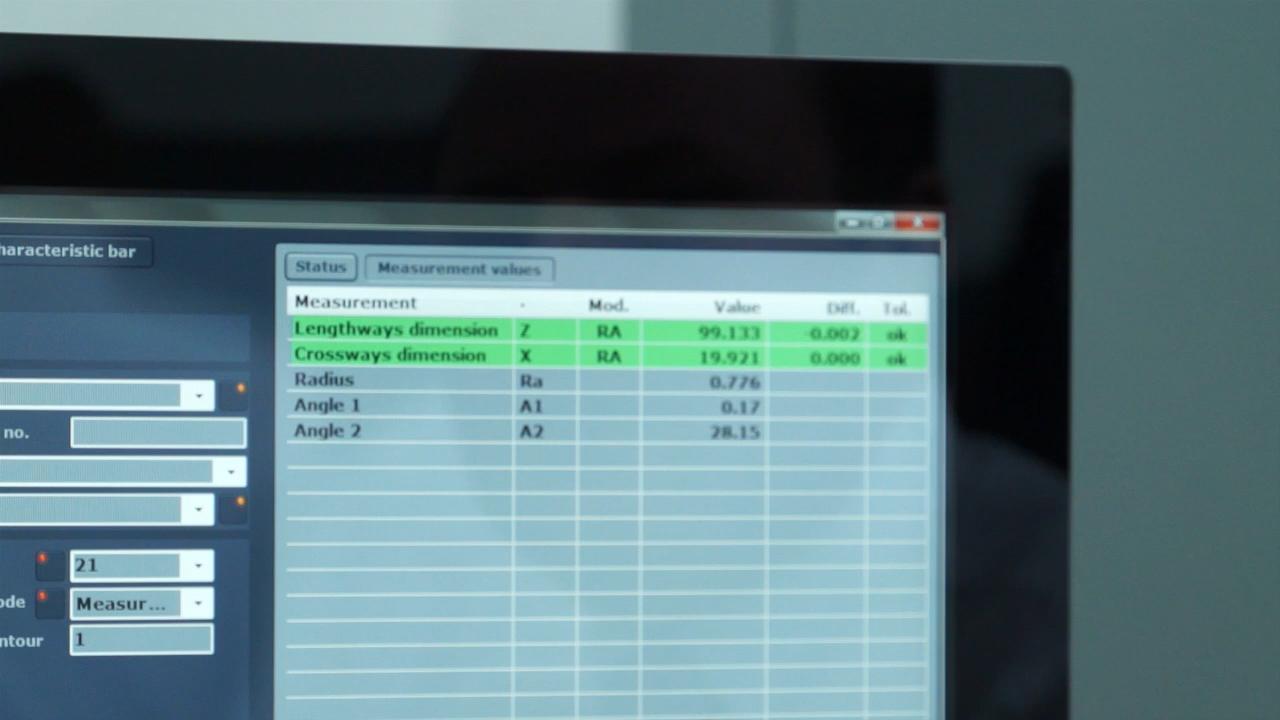 haracteristic bar
Status Measurement values
Measurement - Mod. Value Diff. Tol.
Lengthways dimension Z RA 99.133 -0.002 ok
Crossways dimension X RA 19.921 0.000 ok
Radius Ra 0.776
Angle 1 A1 0.17
no.
Angle 2 A2 28.15
21
ode Measur...
ntour 1